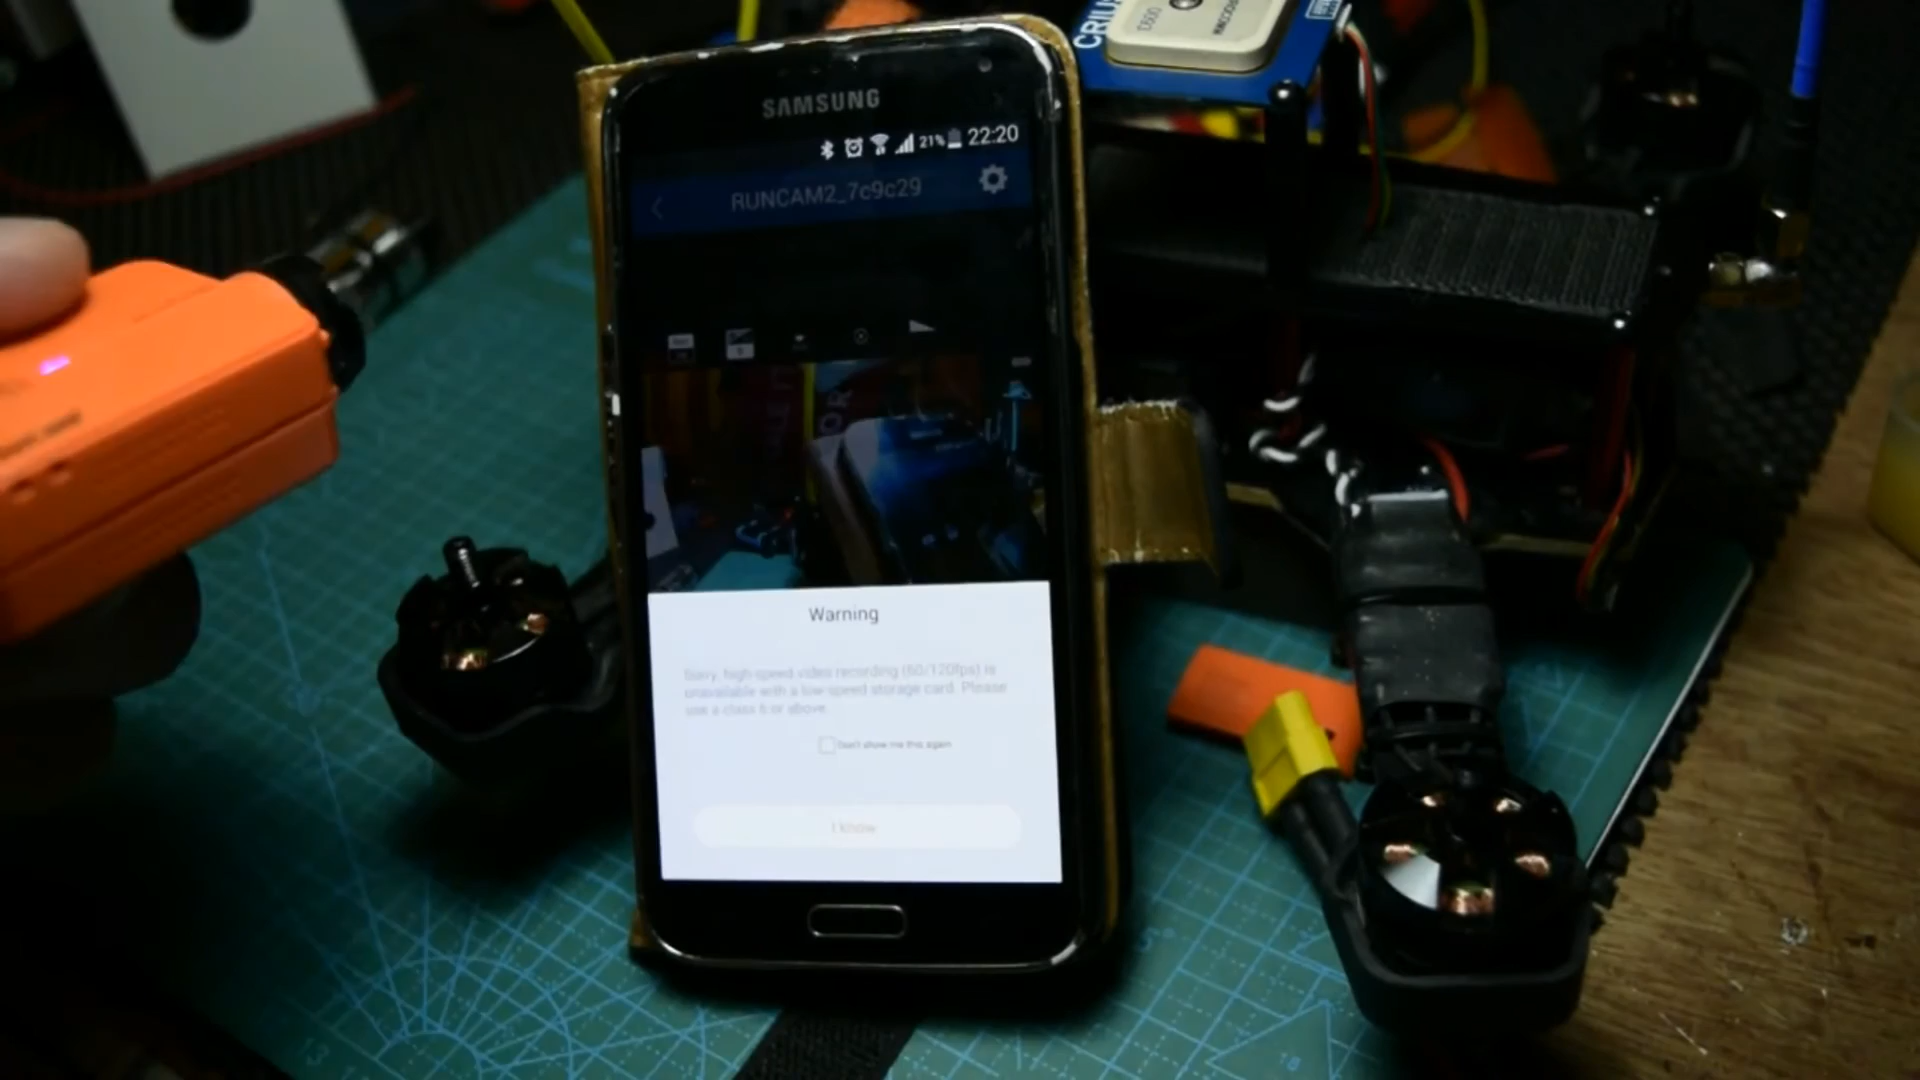 CRIUS
SAMSUNG
21% 22:20
RUNCAM2_7c9c29
Warning
Sorry, high-speed video recording (60/120fps) is
unavailable with a low-speed storage card. Please
use a class 6 or above.
Don't show me this again
I know